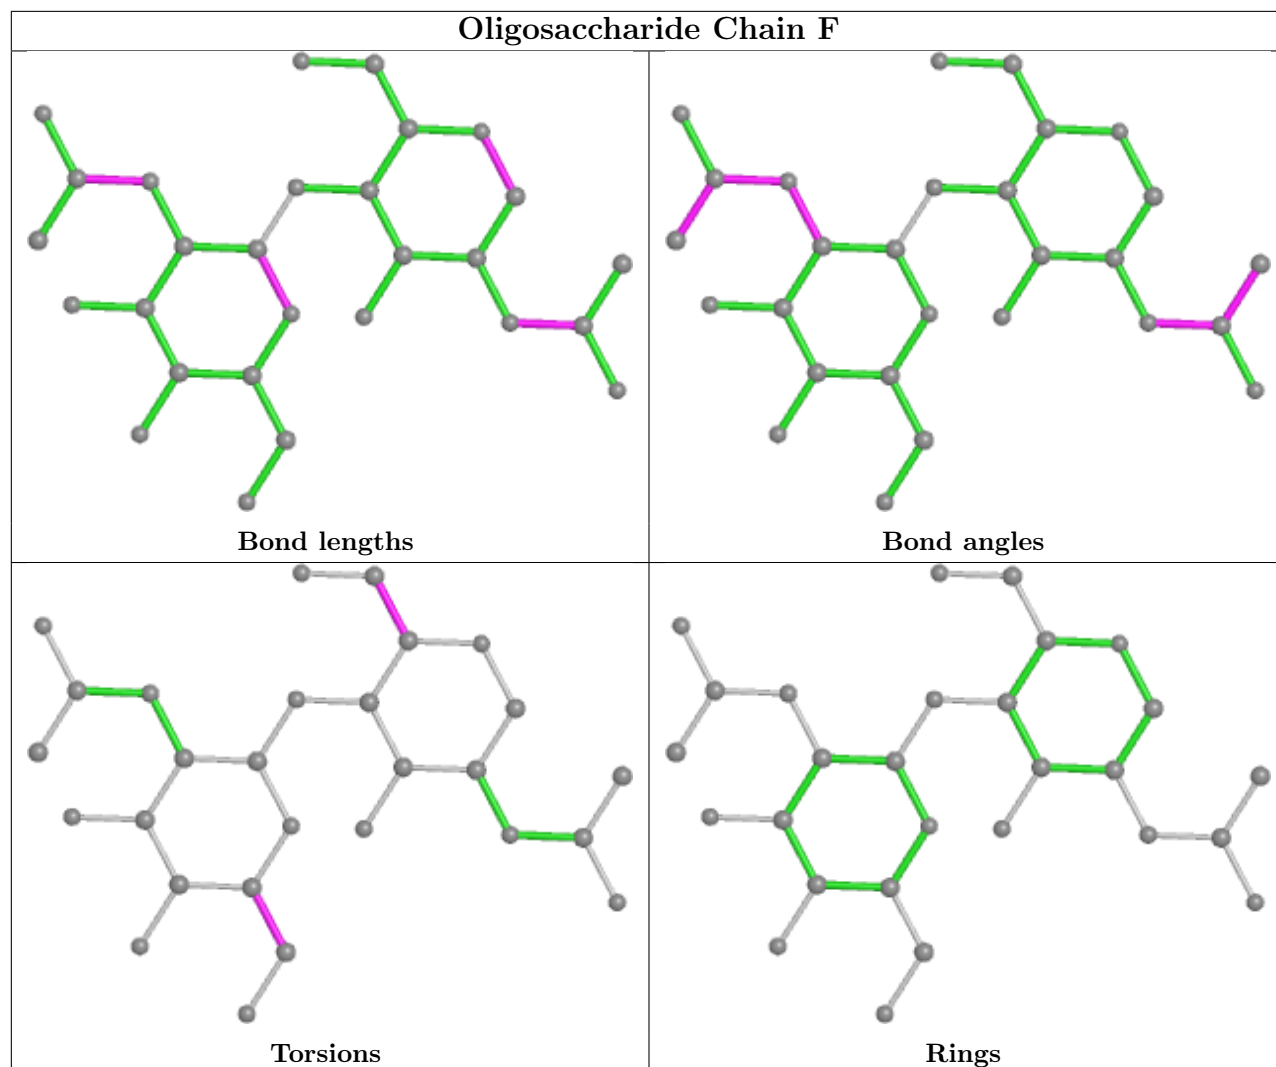 Oligosaccharide Chain F
Bond lengths
Bond angles
Torsions
Rings